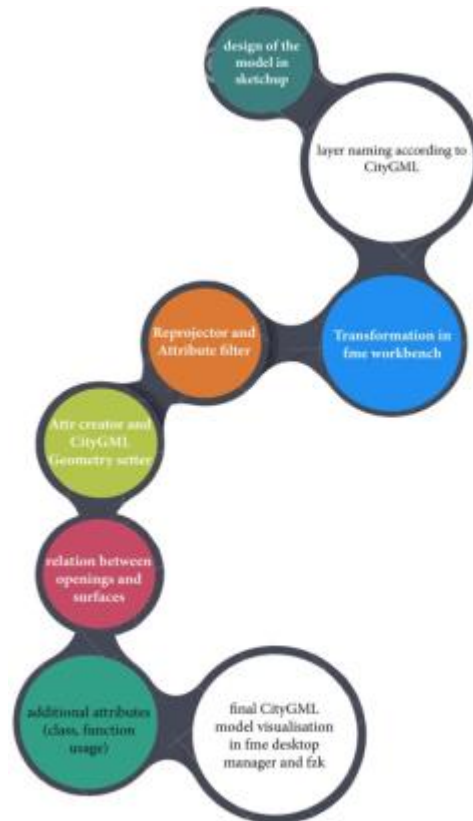 design of the
model in
sketchup
layer naming according to
CityGML
Transformation in
fme workbench
Reprojector and
Attribute filter
Attr creator and
CityGML
Geometry setter
relation between
openings and
surfaces
additional attributes
(class, function
usage)
final CityGML
model visualisation
in fme desktop
manager and fzk